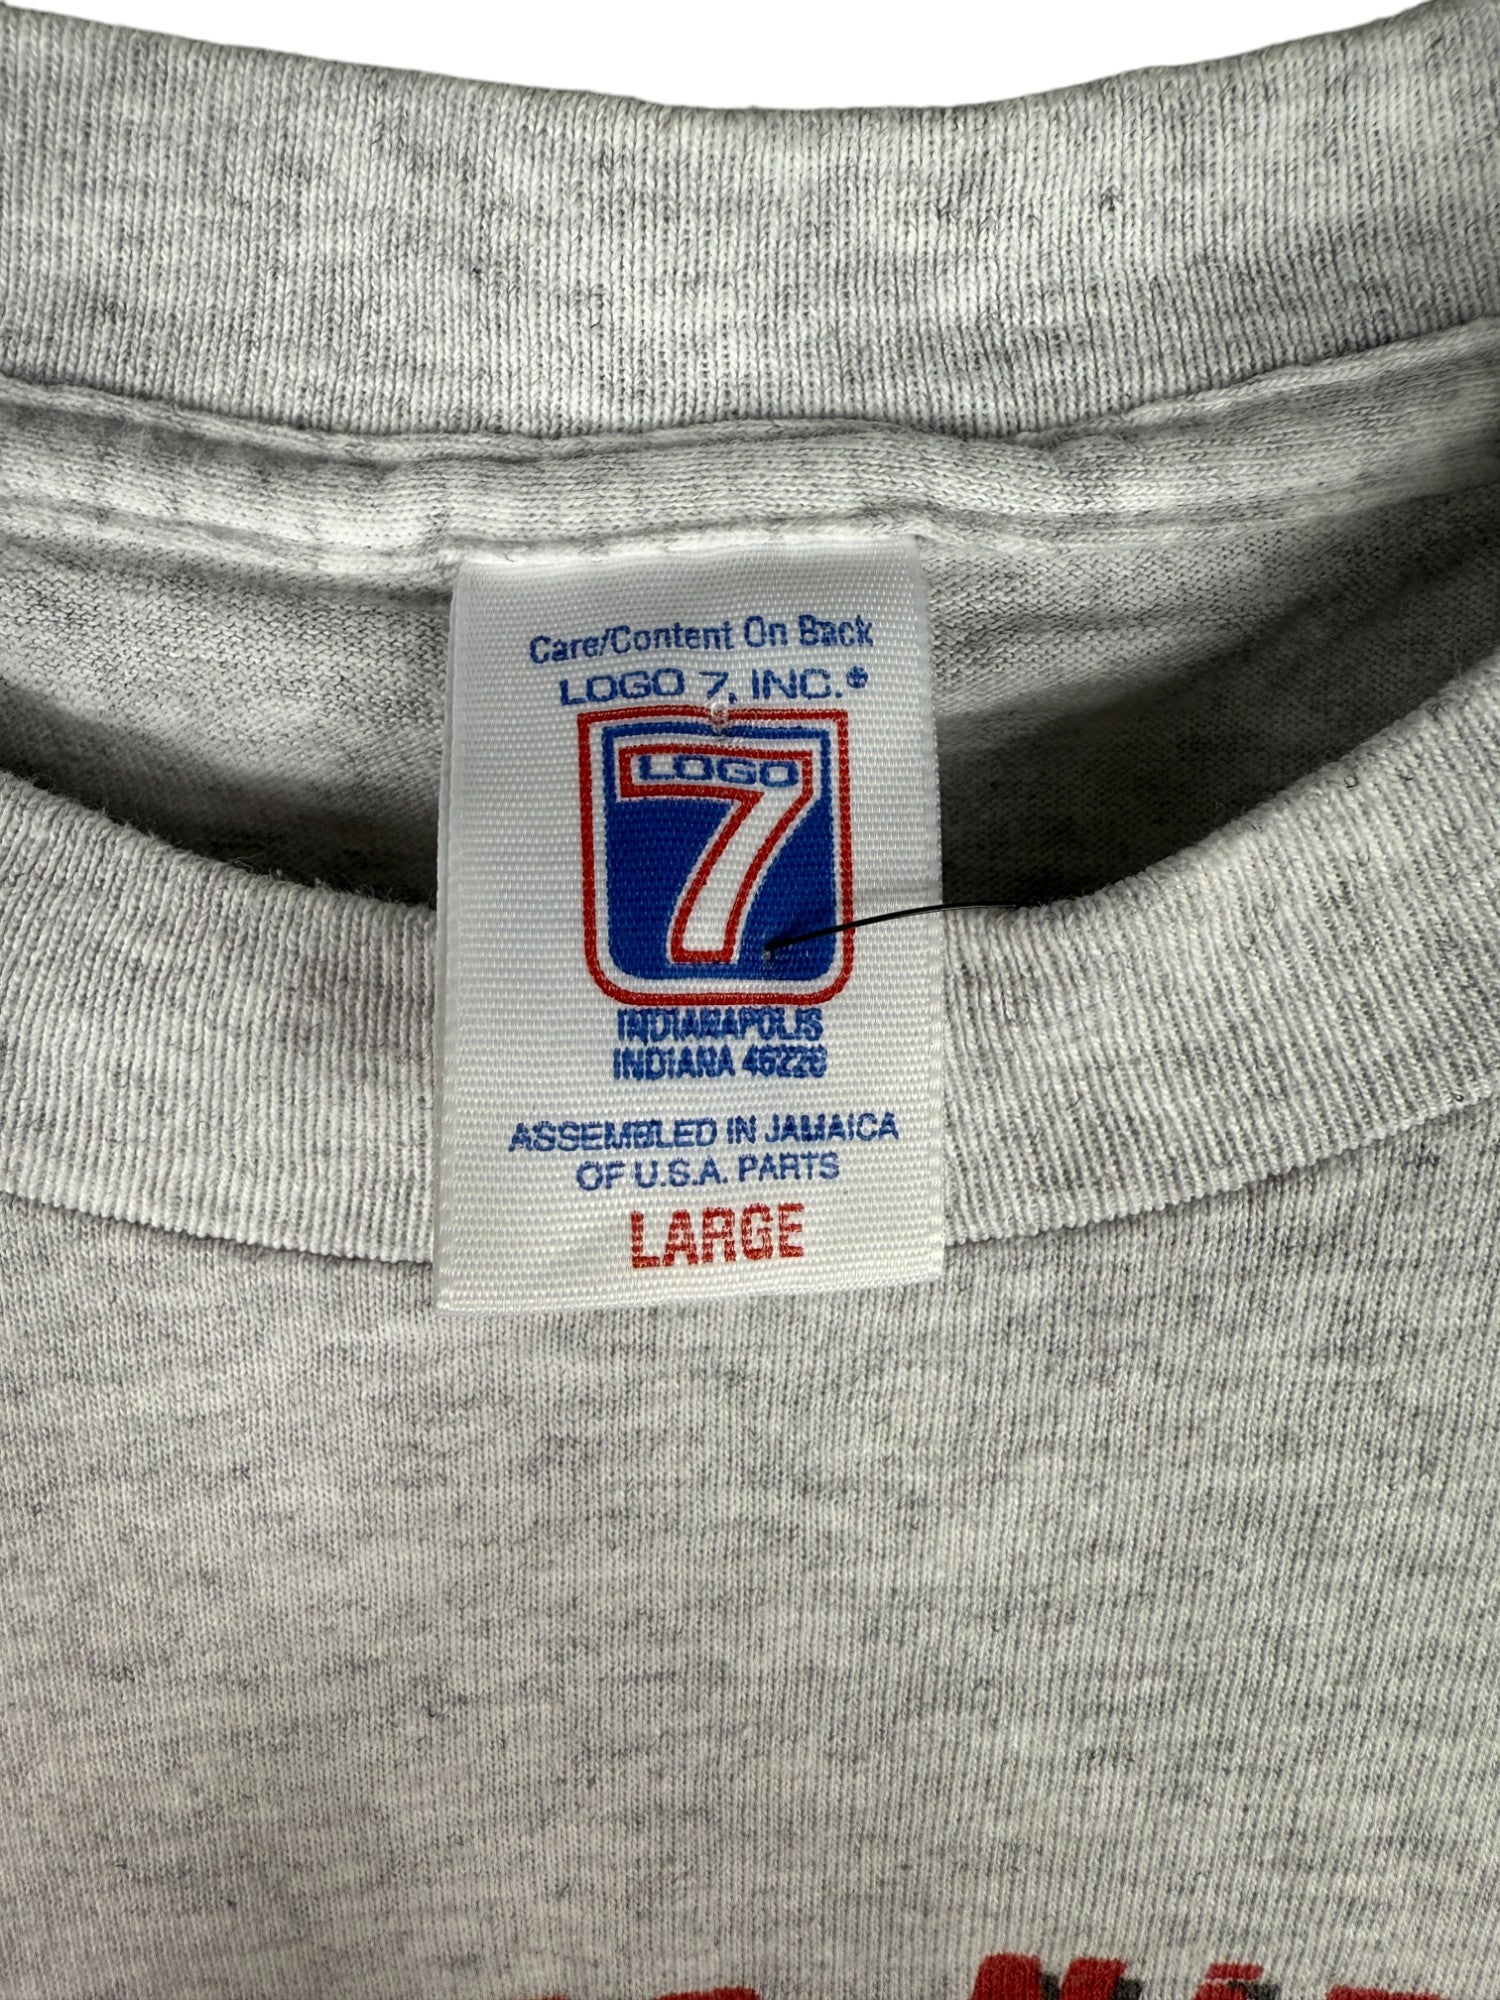 Care/Content On Back
LOGO 7, INC.®
LOGO
7
INDIANAPOLIS
INDIANA 46226
ASSEMBLED IN JAMAICA
OF U.S.A. PARTS
LARGE